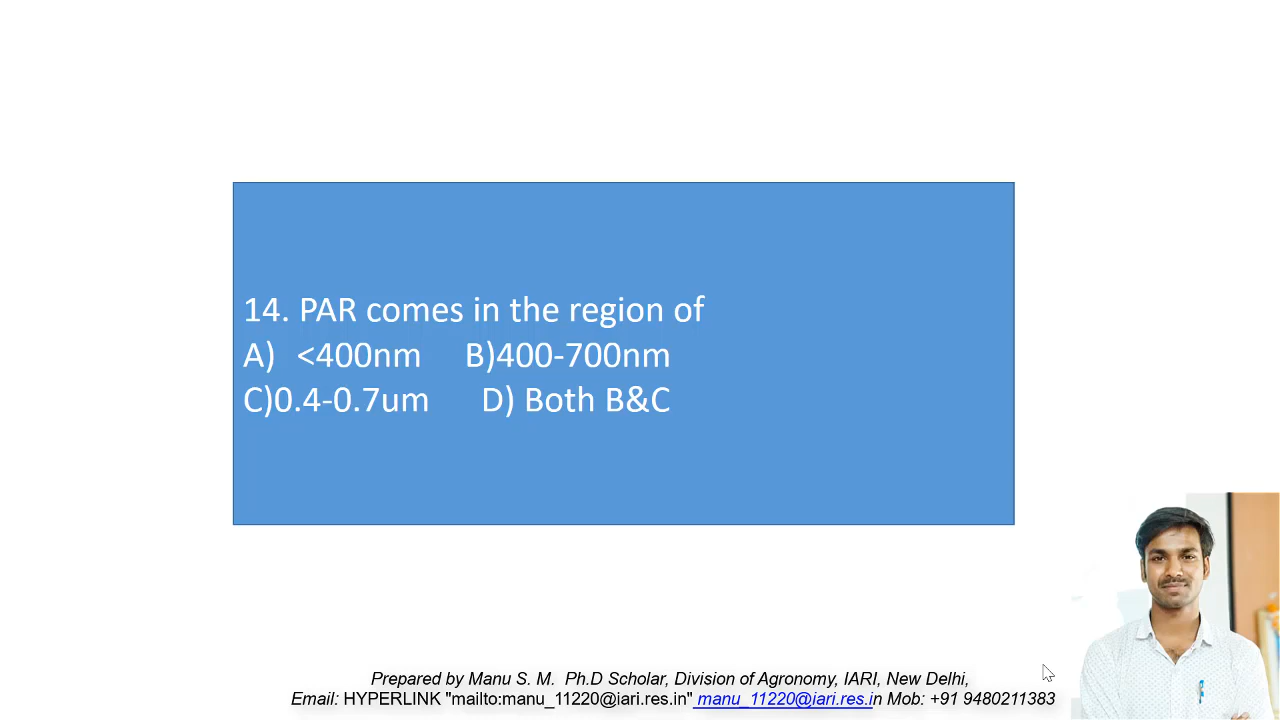 14. PAR comes in the region of
A) <400nm B)400-700nm
C)0.4-0.7um D) Both B&C
Prepared by Manu S. M. Ph.D Scholar, Division of Agronomy, IARI, New Delhi,
Email: HYPERLINK "mailto:manu_11220@iari.res.in" manu_11220@iari.res.in Mob: +91 9480211383